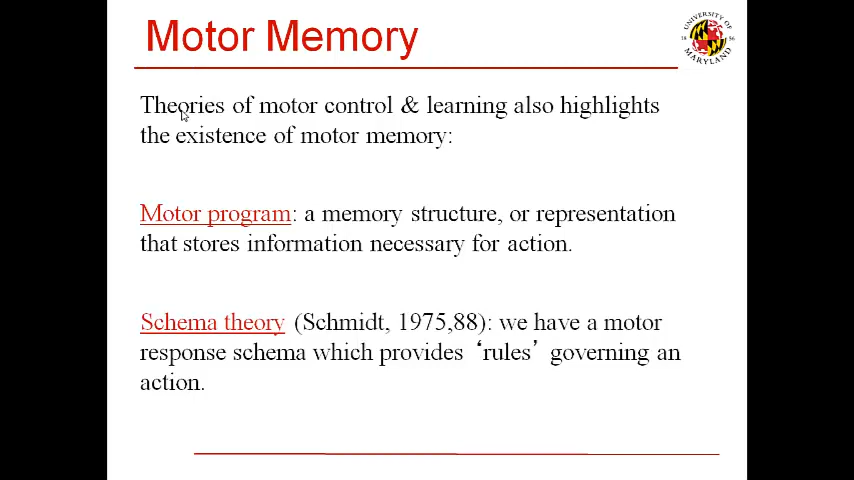 Motor Memory
UNIVERSITY OF
18 56
MARYLAND
Theories of motor control & learning also highlights
the existence of motor memory:
Motor program: a memory structure, or representation
that stores information necessary for action.
Schema theory (Schmidt, 1975,88): we have a motor
response schema which provides ‘rules’ governing an
action.